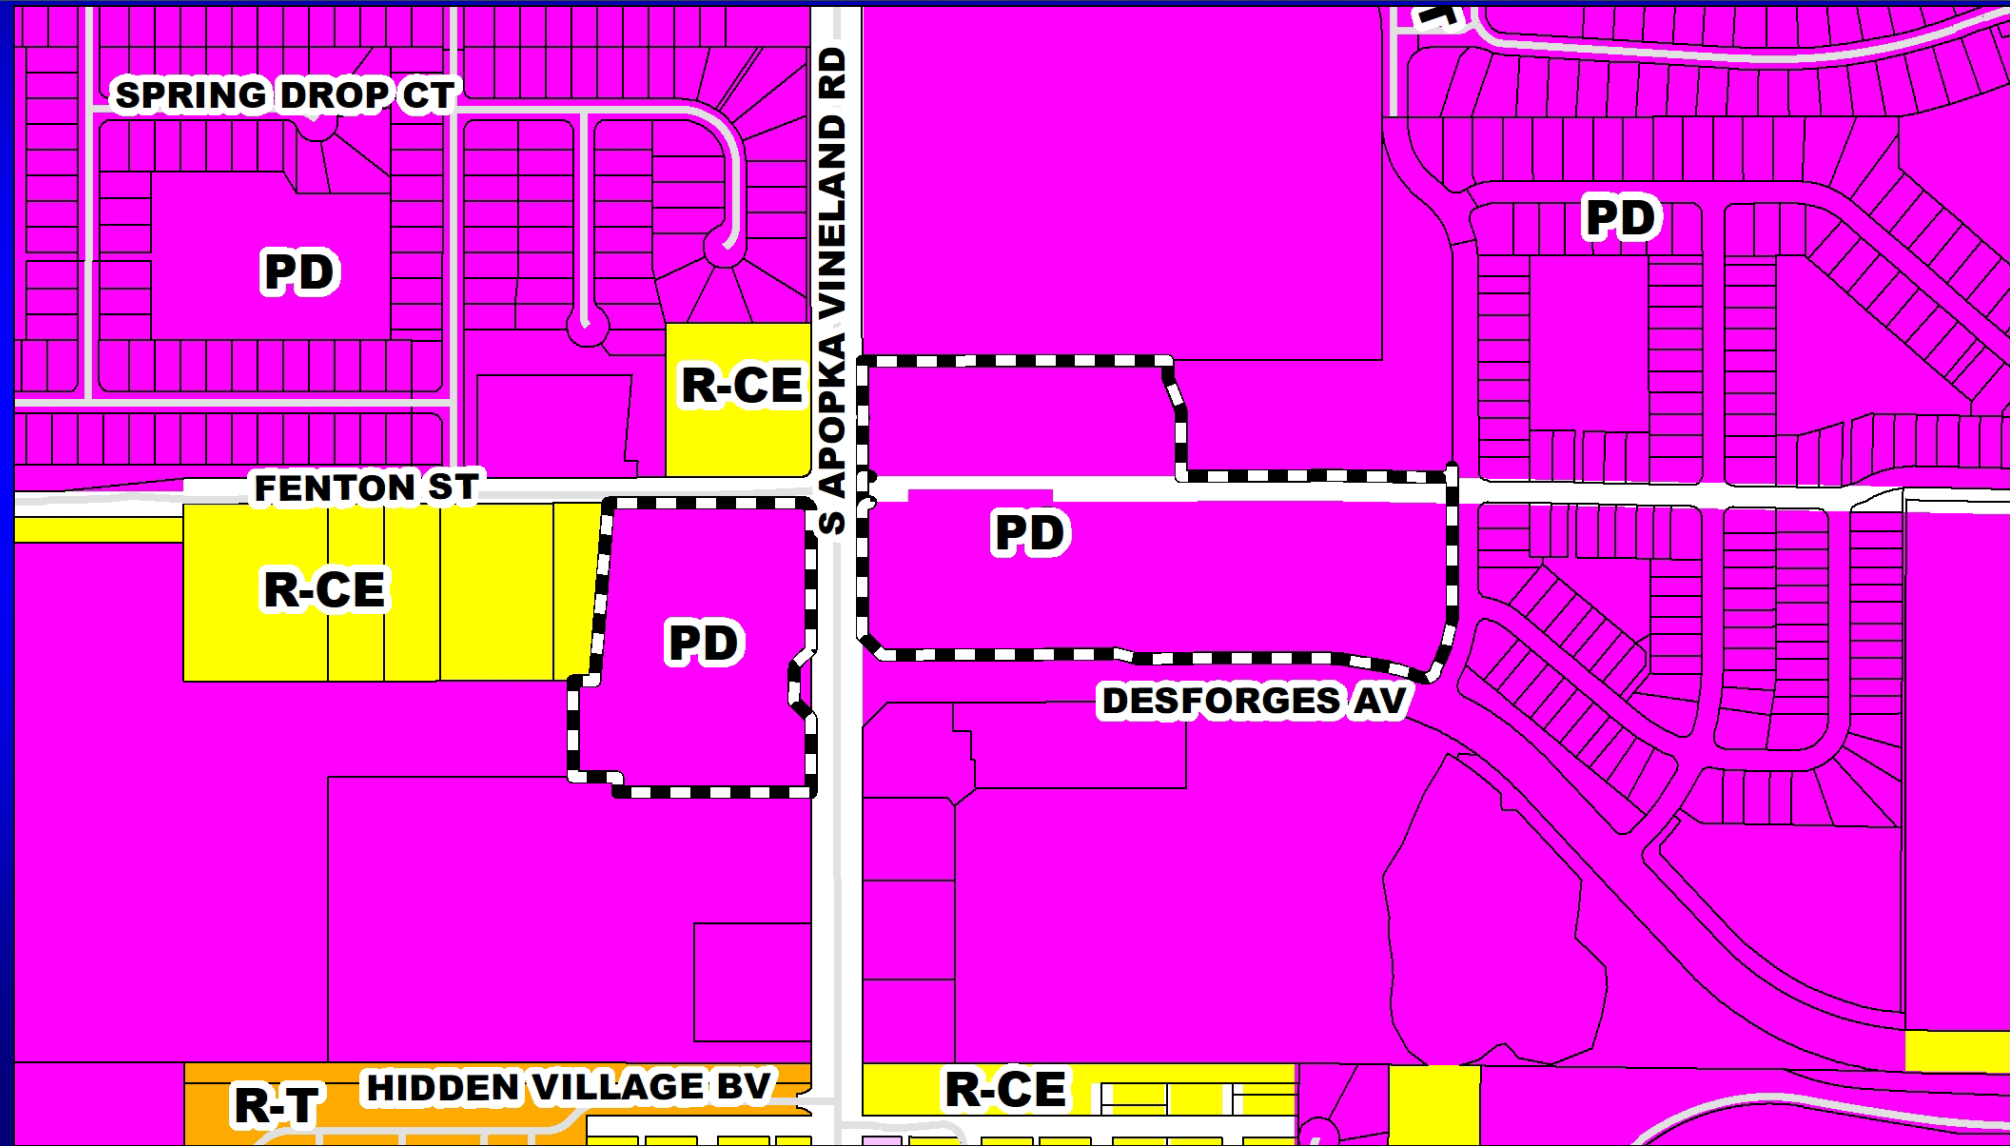 SPRING DROP CT
S APOPKA VINELAND RD
PD
PD
R-CE
FENTON ST
PD
R-CE
PD
DESFORGES AV
R-T
HIDDEN VILLAGE BV
R-CE